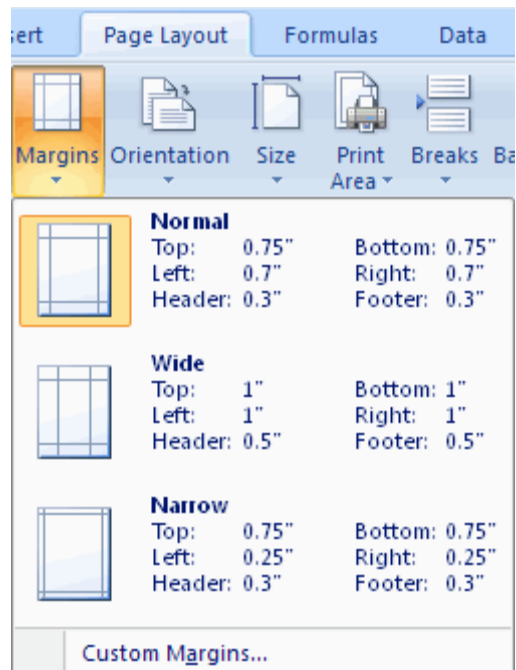 sert Page Layout Formulas Data
Margins Orientation Size Print Area Breaks Ba
Normal
Top: 0.75" Bottom: 0.75"
Left: 0.7" Right: 0.7"
Header: 0.3" Footer: 0.3"
Wide
Top: 1" Bottom: 1"
Left: 1" Right: 1"
Header: 0.5" Footer: 0.5"
Narrow
Top: 0.75" Bottom: 0.75"
Left: 0.25" Right: 0.25"
Header: 0.3" Footer: 0.3"
Custom Margins...